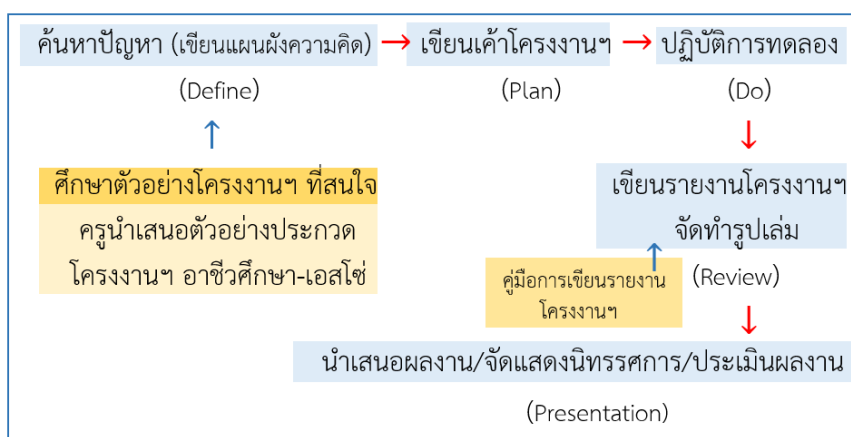 ค้นหาปัญหา (เขียนแผนผังความคิด) → เขียนเค้าโครงงานฯ → ปฏิบัติการทดลอง
(Define) (Plan) (Do)
ศึกษาตัวอย่างโครงงานฯ ที่สนใจ
ครูนำเสนอตัวอย่างประกวด
โครงงานฯ อาชีวศึกษา-เอสโซ่
เขียนรายงานโครงงานฯ
จัดทำรูปเล่ม
(Review)
คู่มือการเขียนรายงาน
โครงงานฯ
นำเสนอผลงาน/จัดแสดงนิทรรศการ/ประเมินผลงาน
(Presentation)